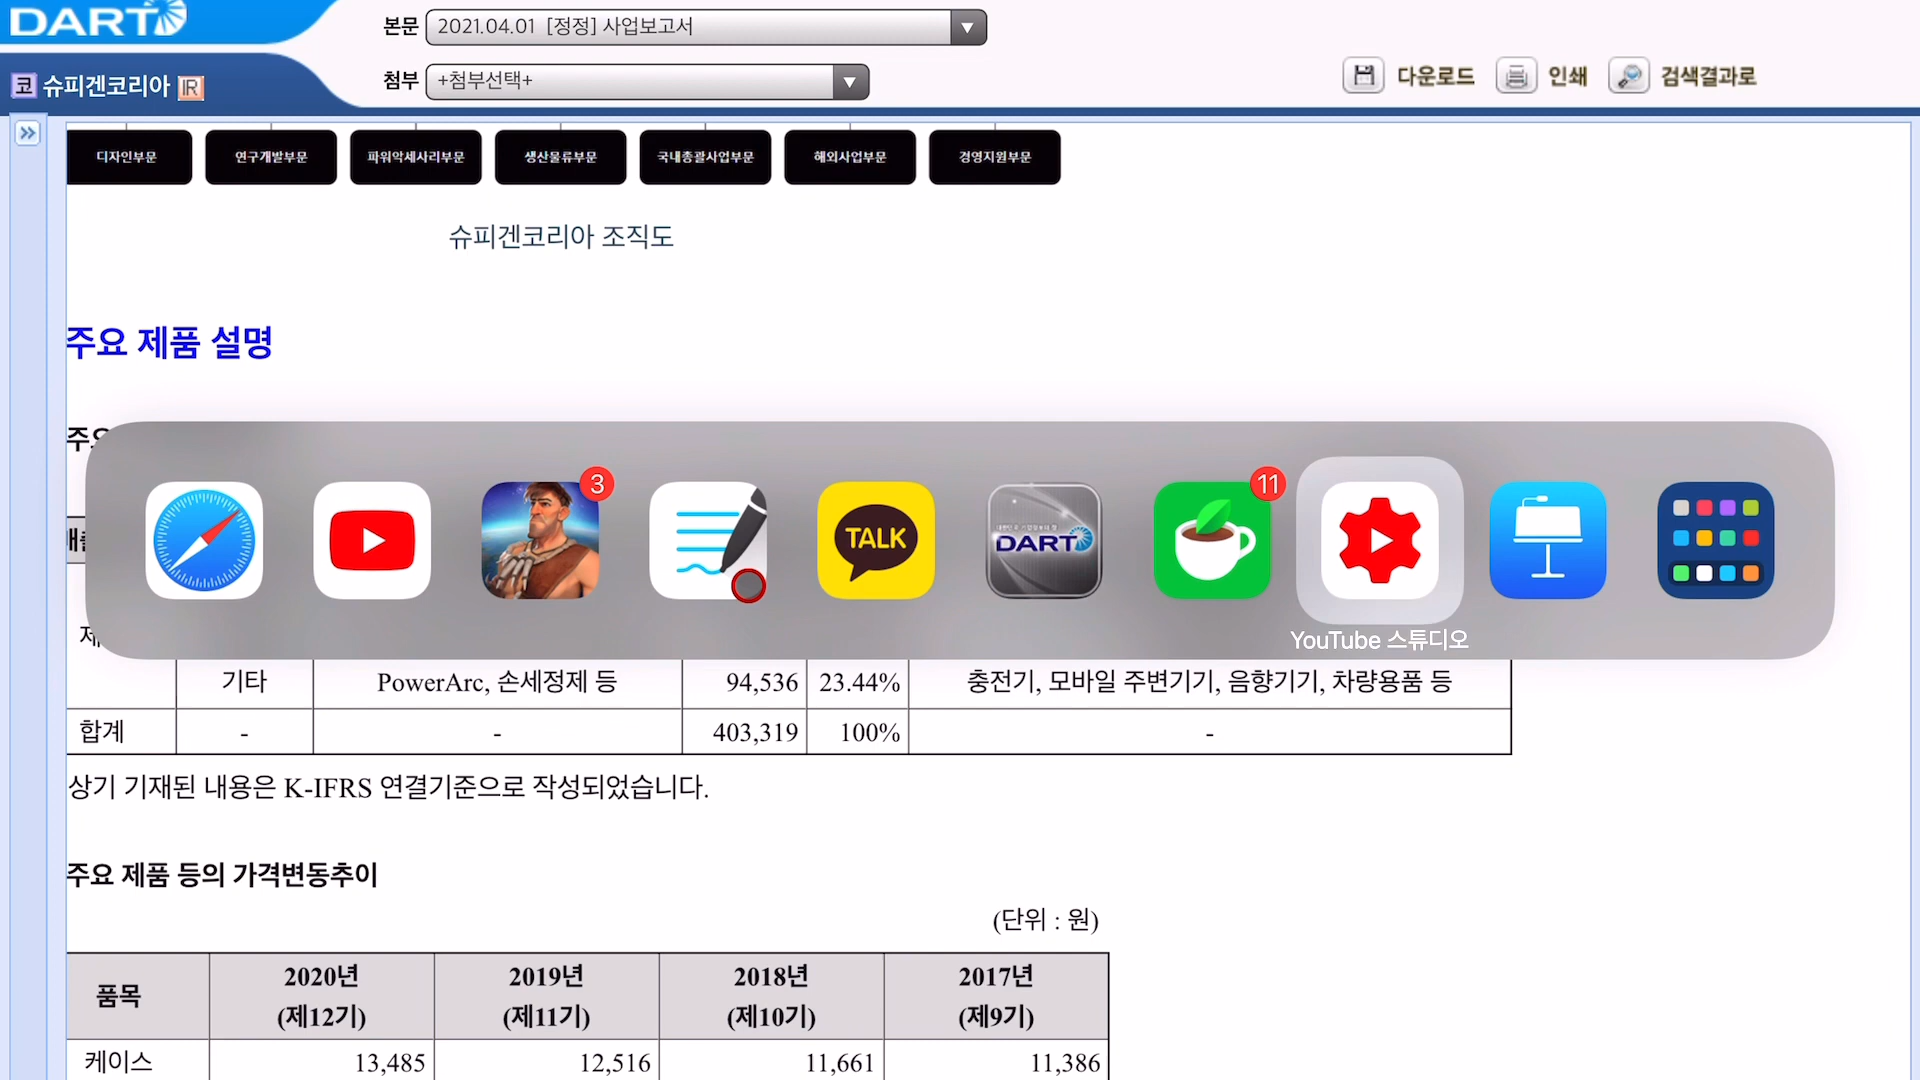 DART
본문
2021.04.01 [정정] 사업보고서
코 슈피겐코리아 IR
첨부
+첨부선택+
다운로드
인쇄
검색결과로
디자인부문
연구개발부문
파워악세사리부문
생산물류부문
국내총괄사업부문
해외사업부문
경영지원부문
슈피겐코리아 조직도
주요 제품 설명
주요
3
TALK
DART
11
YouTube 스튜디오
기타
PowerArc, 손세정제 등
94,536
23.44%
충전기, 모바일 주변기기, 음향기기, 차량용품 등
합계
-
-
403,319
100%
-
상기 기재된 내용은 K-IFRS 연결기준으로 작성되었습니다.
주요 제품 등의 가격변동추이
(단위 : 원)
품목
2020년
(제12기)
2019년
(제11기)
2018년
(제10기)
2017년
(제9기)
케이스
13,485
12,516
11,661
11,386